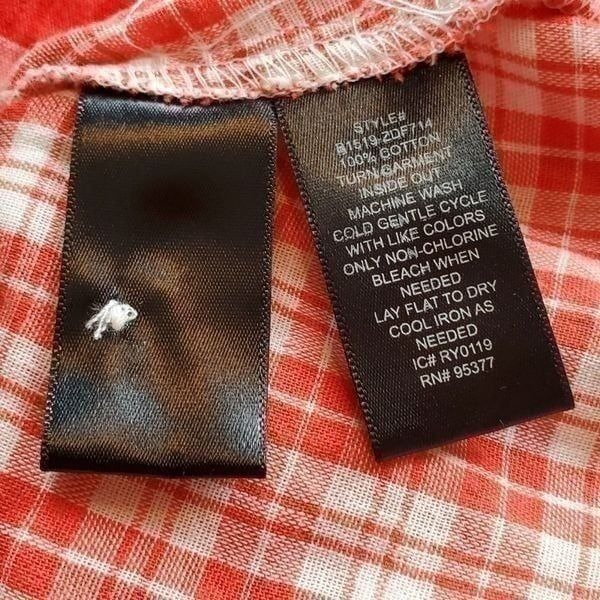 STYLE#
B1519-ZDF714
100% COTTON
TURN GARMENT
INSIDE OUT
MACHINE WASH
COLD GENTLE CYCLE
WITH LIKE COLORS
ONLY NON-CHLORINE
BLEACH WHEN
NEEDED
LAY FLAT TO DRY
COOL IRON AS
NEEDED
IC# RY0119
RN# 95377